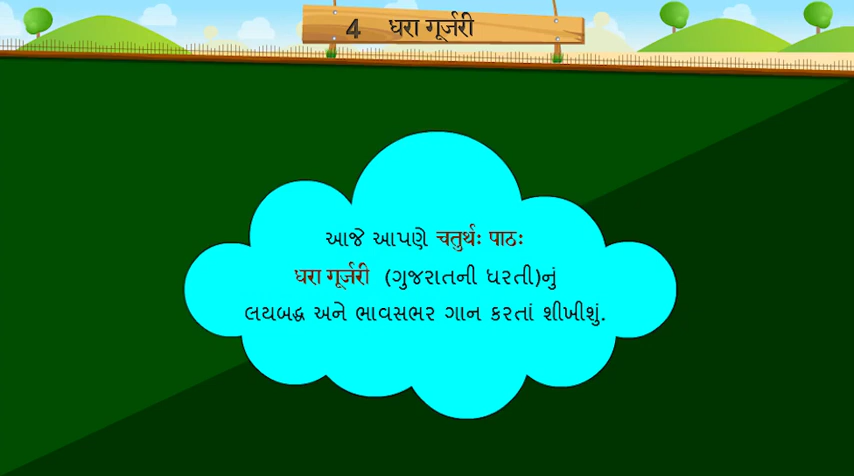 4 धरा गूर्जरी
આજે આપણે चतुर्थः पाठः
धरा गूर्जरी (ગુજરાતની ધરતી)નું
લયબદ્ધ અને ભાવસભર ગાન કરતાં શીખીશું.